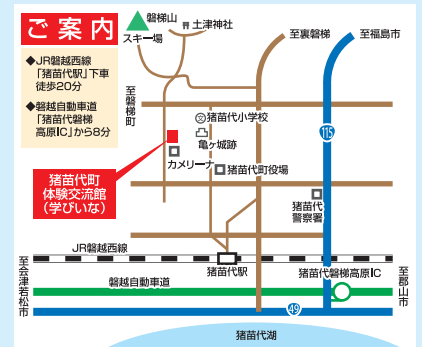 ご案内
◆JR磐越西線
「猪苗代駅」下車
徒歩20分
◆磐越自動車道
「猪苗代磐梯
高原IC」から8分
磐梯山
スキー場
土津神社
至裏磐梯
至福島市
至磐梯町
猪苗代小学校
文
亀ヶ城跡
カメリーナ
猪苗代町役場
115
猪苗代町
体験交流館
(学びいな)
猪苗代
警察署
JR磐越西線
猪苗代駅
猪苗代磐梯高原IC
至会津若松市
磐越自動車道
至郡山市
49
猪苗代湖